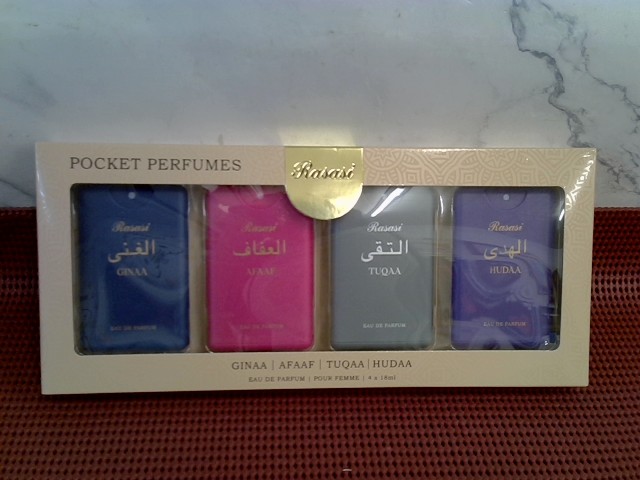 POCKET PERFUMES
Rasasi
Rasasi
الغنى
GINAA
EAU DE PARFUM
Rasasi
العفاف
AFAAF
EAU DE PARFUM
Rasasi
التقى
TUQAA
EAU DE PARFUM
Rasasi
الهدى
HUDAA
EAU DE PARFUM
GINAA | AFAAF | TUQAA | HUDAA
EAU DE PARFUM | POUR FEMME | 4 x 18ml